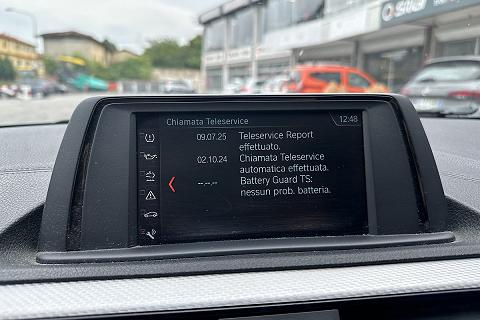 Chiamata Teleservice 12:48
09.07.25 Teleservice Report
effettuato.
02.10.24 Chiamata Teleservice
automatica effettuata.
--.--.-- Battery Guard TS:
nessun prob. batteria.